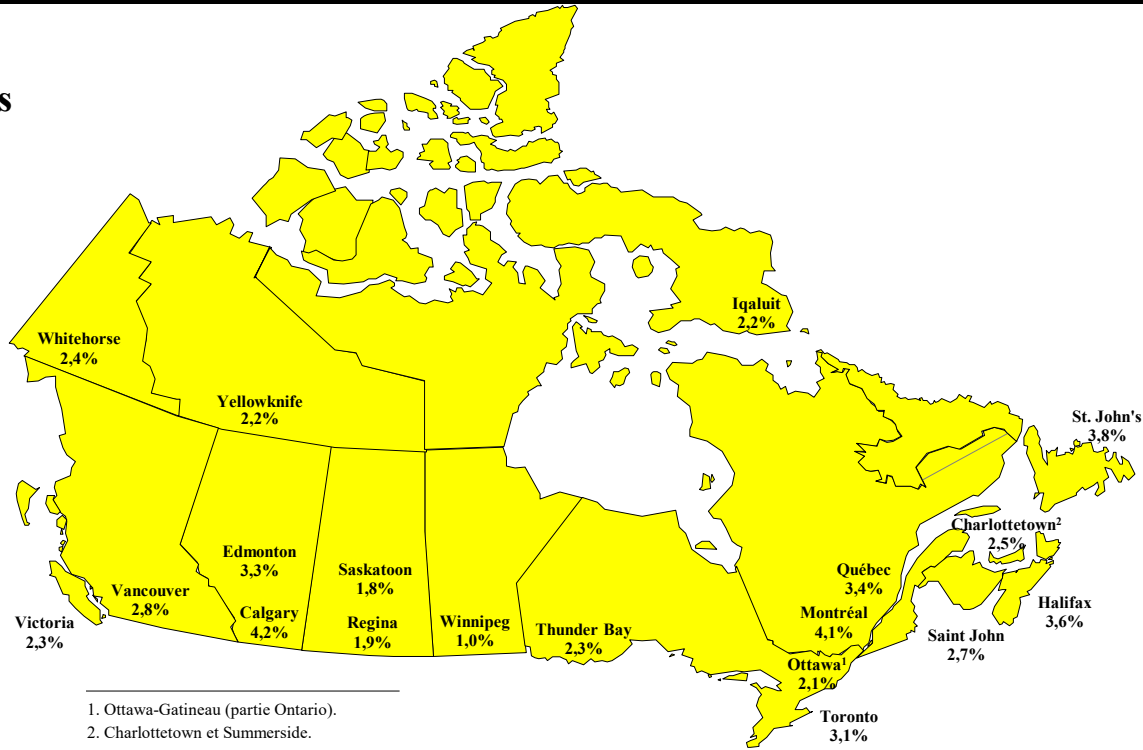 s
Iqaluit
2,2%
Whitehorse
2,4%
Yellowknife
2,2%
St. John's
3,8%
Charlottetown²
2,5%
Edmonton
3,3%
Saskatoon
1,8%
Québec
3,4%
Vancouver
2,8%
Calgary
4,2%
Regina
1,9%
Winnipeg
1,0%
Thunder Bay
2,3%
Montréal
4,1%
Halifax
3,6%
Victoria
2,3%
Saint John
2,7%
Ottawa¹
2,1%
Toronto
3,1%
1. Ottawa-Gatineau (partie Ontario).
2. Charlottetown et Summerside.